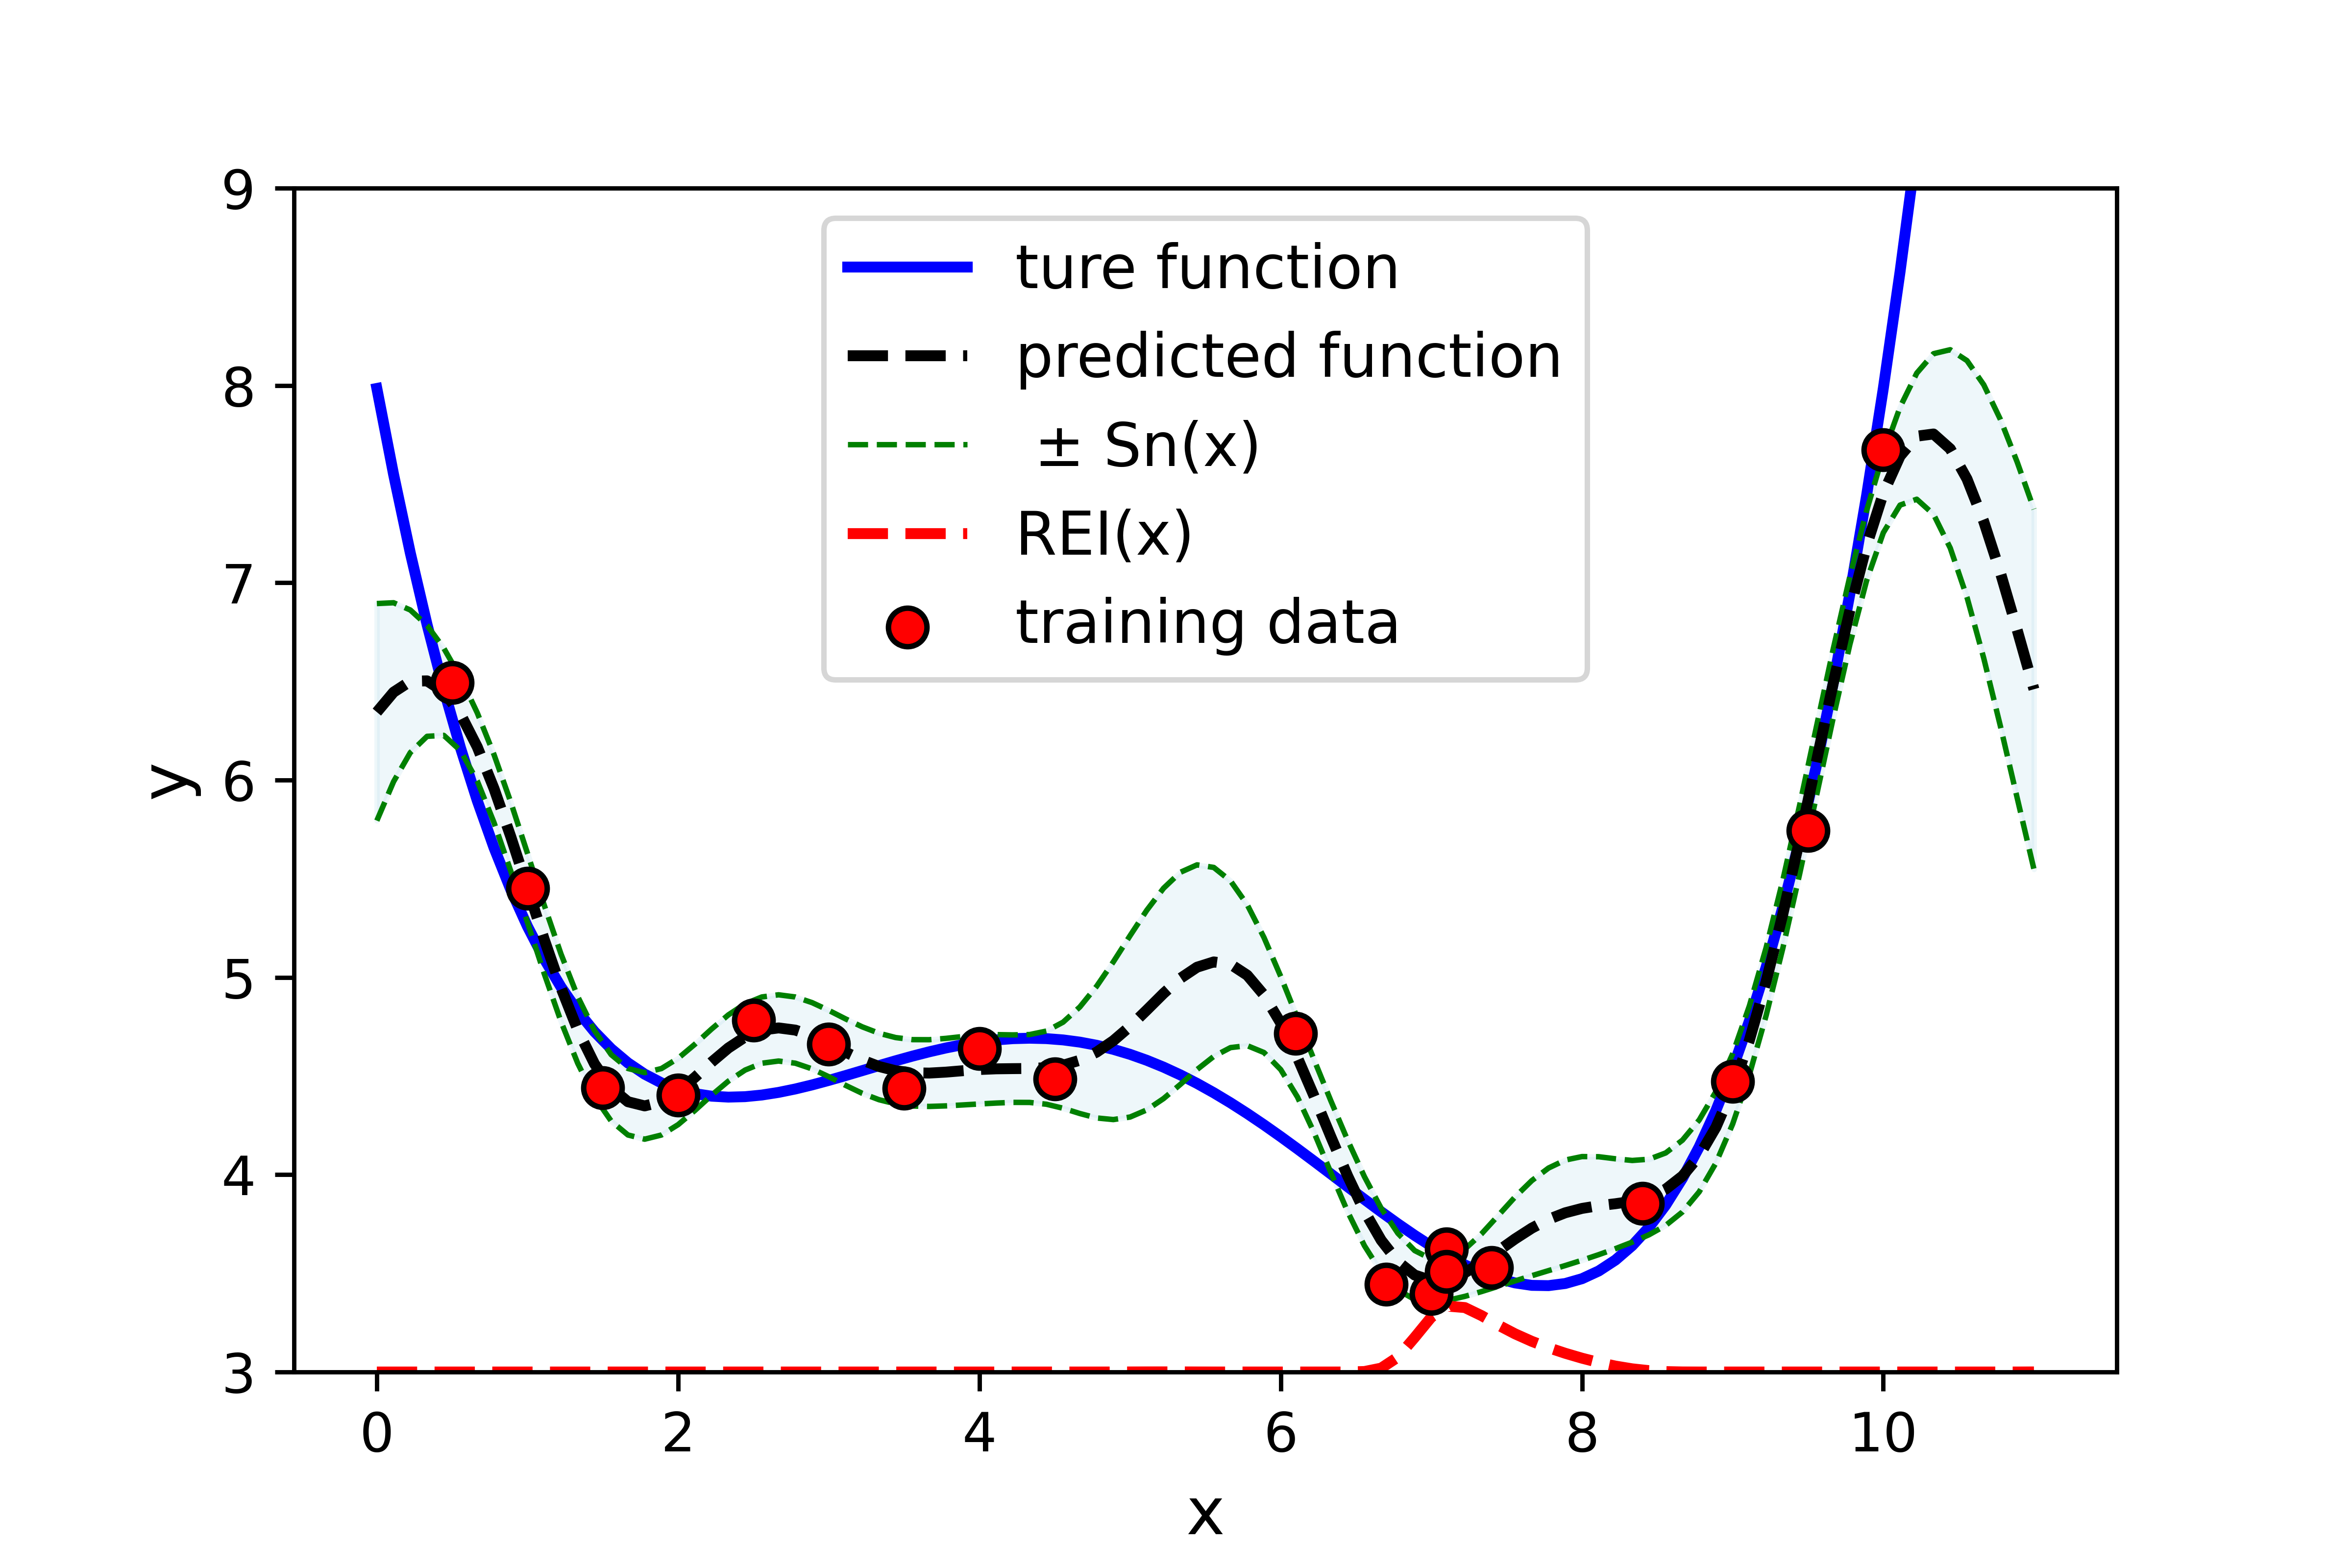 ture function
predicted function
± Sn(x)
REI(x)
training data
y
9
8
7
6
5
4
3
0 2 4 6 8 10
x